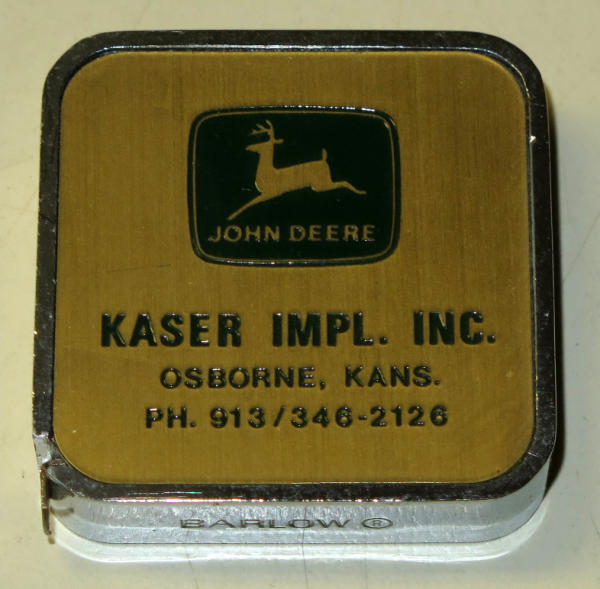 JOHN DEERE
KASER IMPL. INC.
OSBORNE, KANS.
PH. 913/346-2126
BARLOW ®